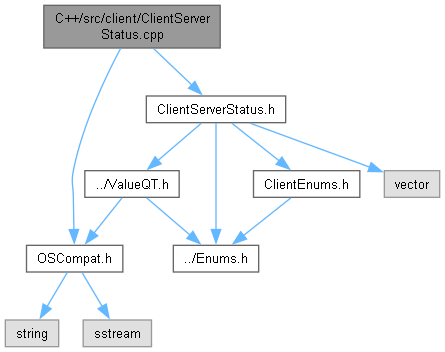 C++/src/client/ClientServer
Status.cpp
ClientServerStatus.h
../ValueQT.h
ClientEnums.h
vector
OSCompat.h
../Enums.h
string
sstream